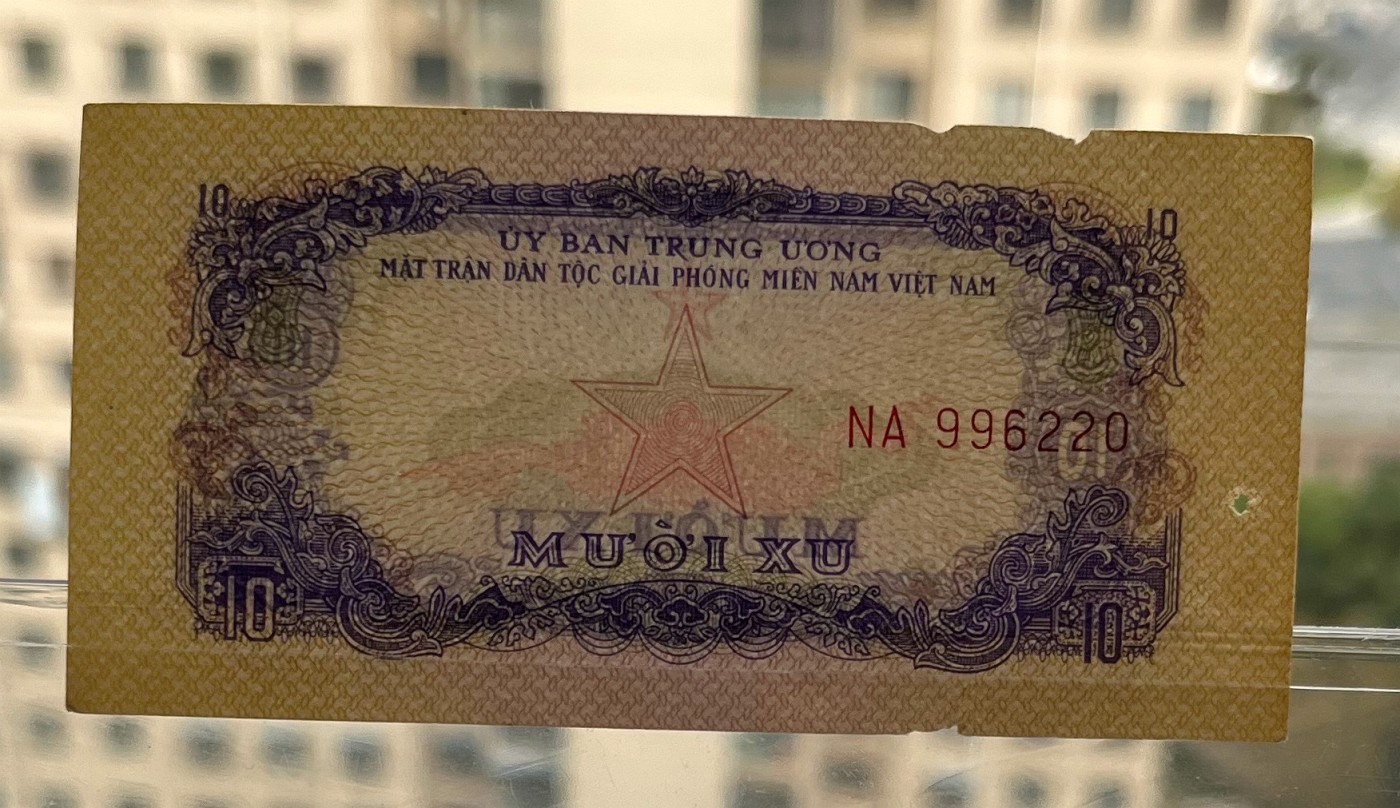 10 10
ỦY BAN TRUNG ƯƠNG
MẶT TRẬN DÂN TỘC GIẢI PHÓNG MIỀN NAM VIỆT NAM
NA 996220
MƯỜI XU
10 10